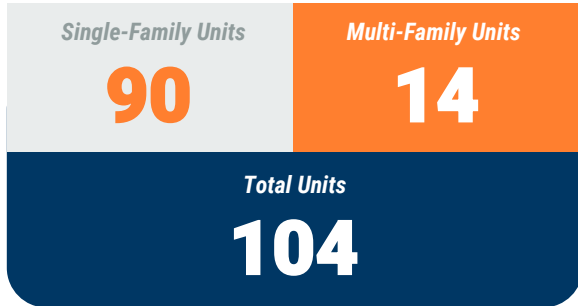 Single-Family Units
Multi-Family Units
90
14
Total Units
104